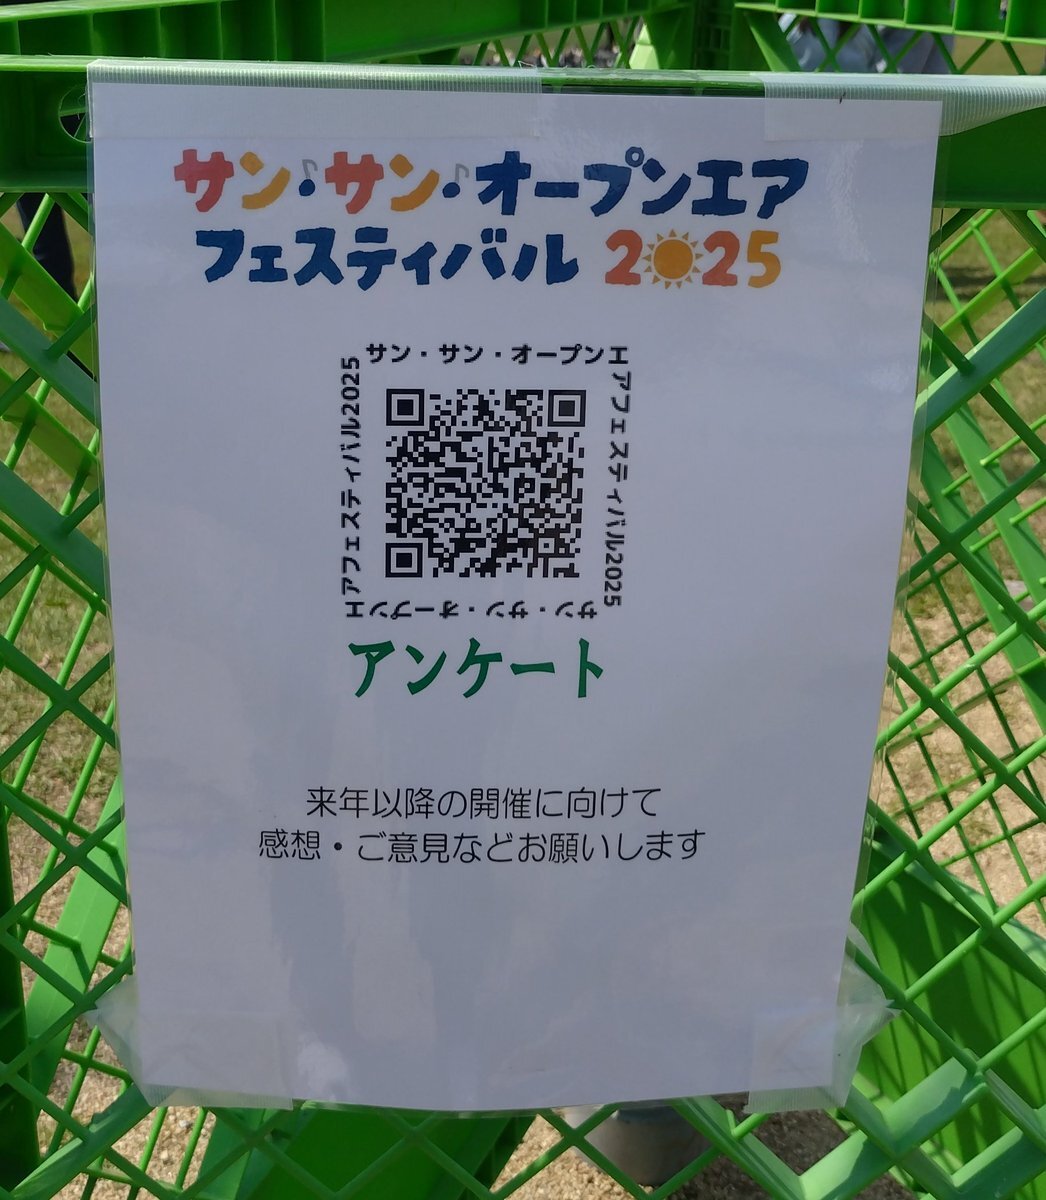 サン♪・サン♪・オープンエア
フェスティバル 2025
サン・サン・オープンエ
アフェスティバル2025
サン・サン・オープンエ
アフェスティバル2025
アンケート
来年以降の開催に向けて
感想・ご意見などお願いします